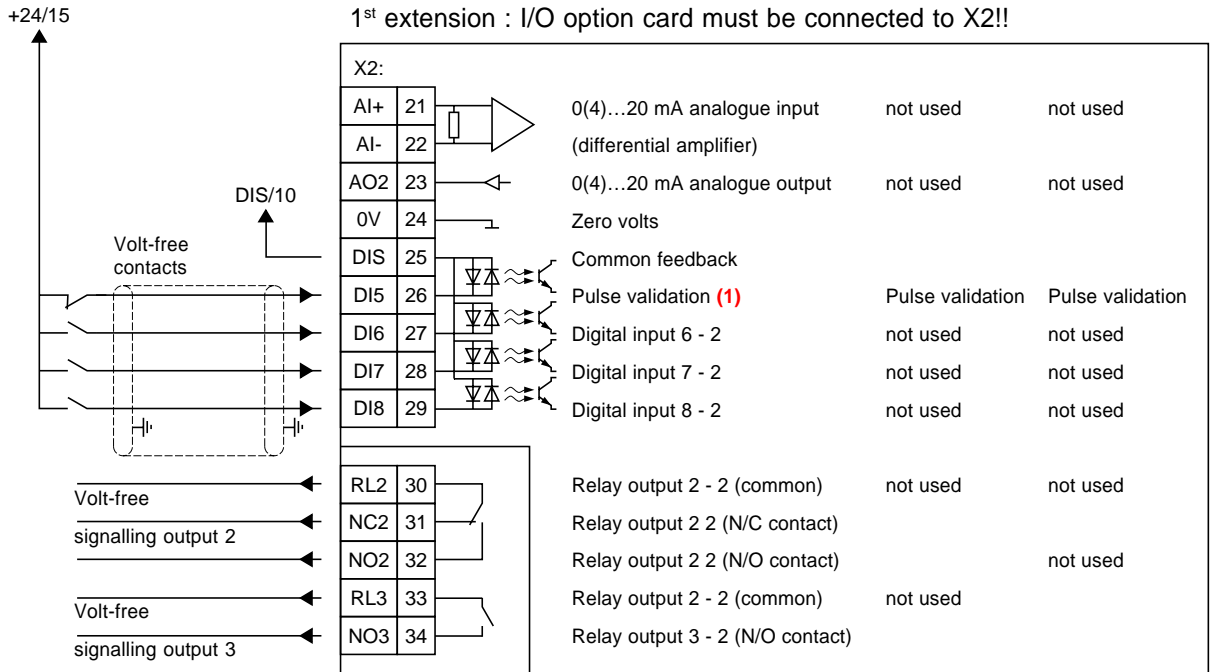 +24/15
1st extension : I/O option card must be connected to X2!!
X2:
AI+ 21 0(4)…20 mA analogue input not used not used
AI- 22 (differential amplifier)
AO2 23 0(4)…20 mA analogue output not used not used
DIS/10
0V 24 Zero volts
Volt-free
contacts
DIS 25 Common feedback
DI5 26 Pulse validation (1) Pulse validation Pulse validation
DI6 27 Digital input 6 - 2 not used not used
DI7 28 Digital input 7 - 2 not used not used
DI8 29 Digital input 8 - 2 not used not used
RL2 30 Relay output 2 - 2 (common) not used not used
Volt-free
NC2 31 Relay output 2 2 (N/C contact)
signalling output 2
NO2 32 Relay output 2 2 (N/O contact) not used
RL3 33 Relay output 2 - 2 (common) not used
Volt-free
NO3 34 Relay output 3 - 2 (N/O contact)
signalling output 3